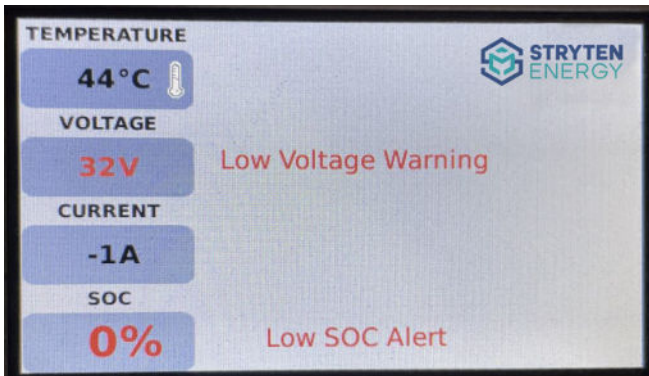 TEMPERATURE
STRYTEN
ENERGY
44°C
VOLTAGE
32V
Low Voltage Warning
CURRENT
-1A
SOC
0%
Low SOC Alert